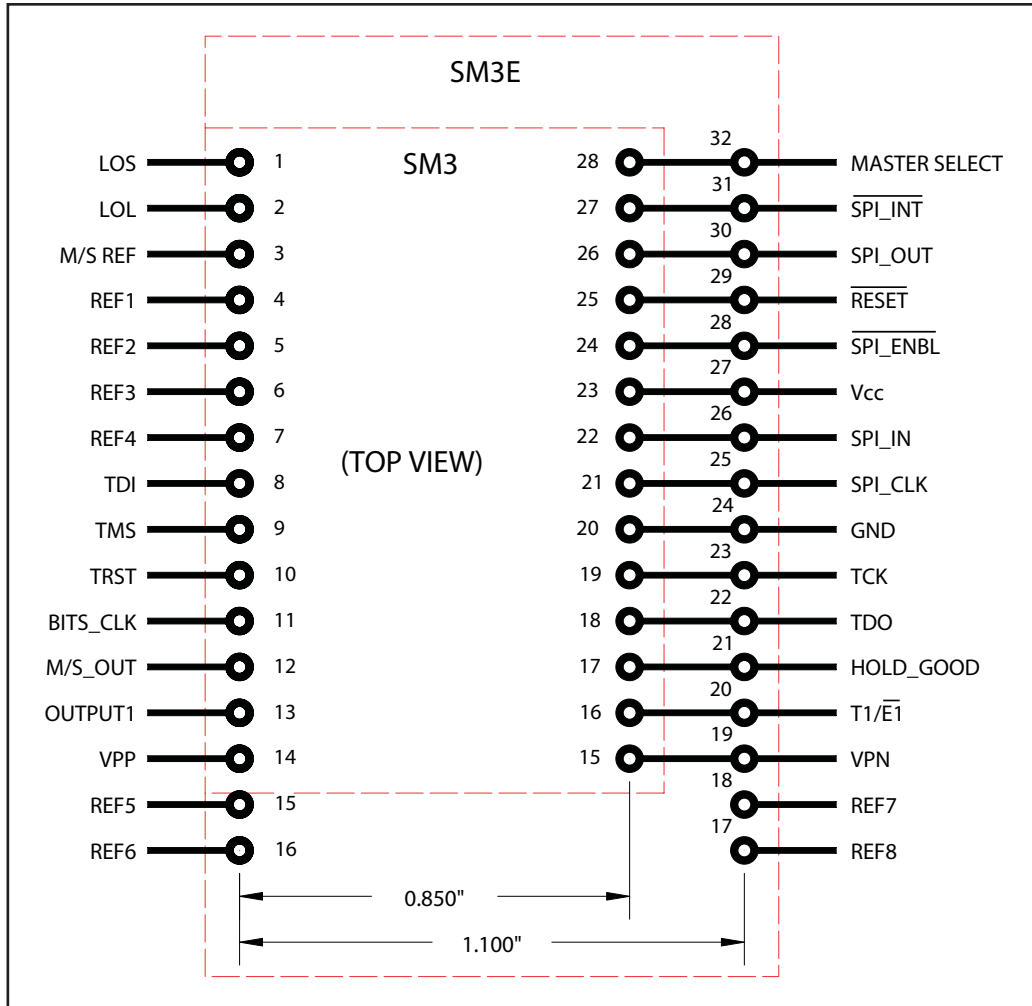 SM3E
SM3
32
LOS 1 28 MASTER SELECT
31
LOL 2 27 SPI_INT
30
M/S REF 3 26 SPI_OUT
29
REF1 4 25 RESET
28
REF2 5 24 SPI_ENBL
27
REF3 6 23 Vcc
26
REF4 7 22 SPI_IN
(TOP VIEW)
25
TDI 8 21 SPI_CLK
24
TMS 9 20 GND
23
TRST 10 19 TCK
22
BITS_CLK 11 18 TDO
21
M/S_OUT 12 17 HOLD_GOOD
20
OUTPUT1 13 16 T1/E1
19
VPP 14 15 VPN
18
REF5 15 REF7
17
REF6 16 REF8
0.850"
1.100"